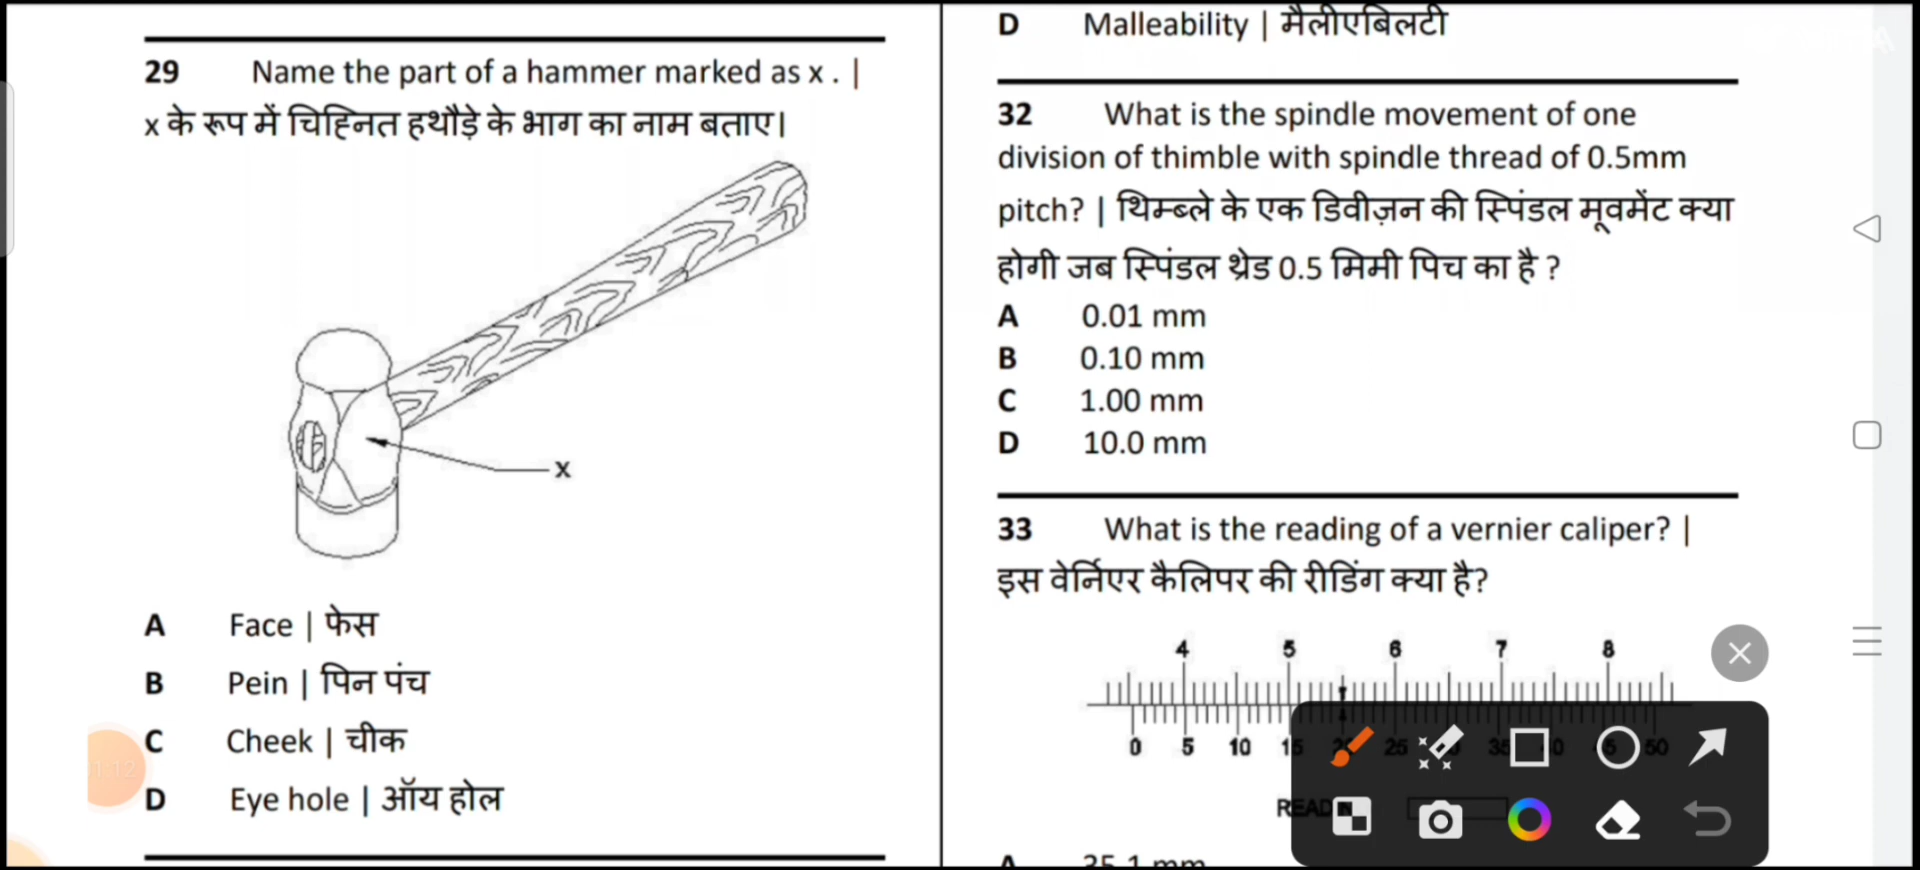 29 Name the part of a hammer marked as x . |
x के रूप में चिह्नित हथौड़े के भाग का नाम बताए।
x
A Face | फेस
B Pein | पिन पंच
C Cheek | चीक
D Eye hole | ऑय होल
D Malleability | मैलीएबिलटी
32 What is the spindle movement of one
division of thimble with spindle thread of 0.5mm
pitch? | थिम्ब्ले के एक डिवीज़न की स्पिंडल मूवमेंट क्या
होगी जब स्पिंडल थ्रेड 0.5 मिमी पिच का है ?
A 0.01 mm
B 0.10 mm
C 1.00 mm
D 10.0 mm
33 What is the reading of a vernier caliper? |
इस वेर्निएर कैलिपर की रीडिंग क्या है?
4 5 6 7 8
0 5 10 15 25 35 50
A 35.1 mm